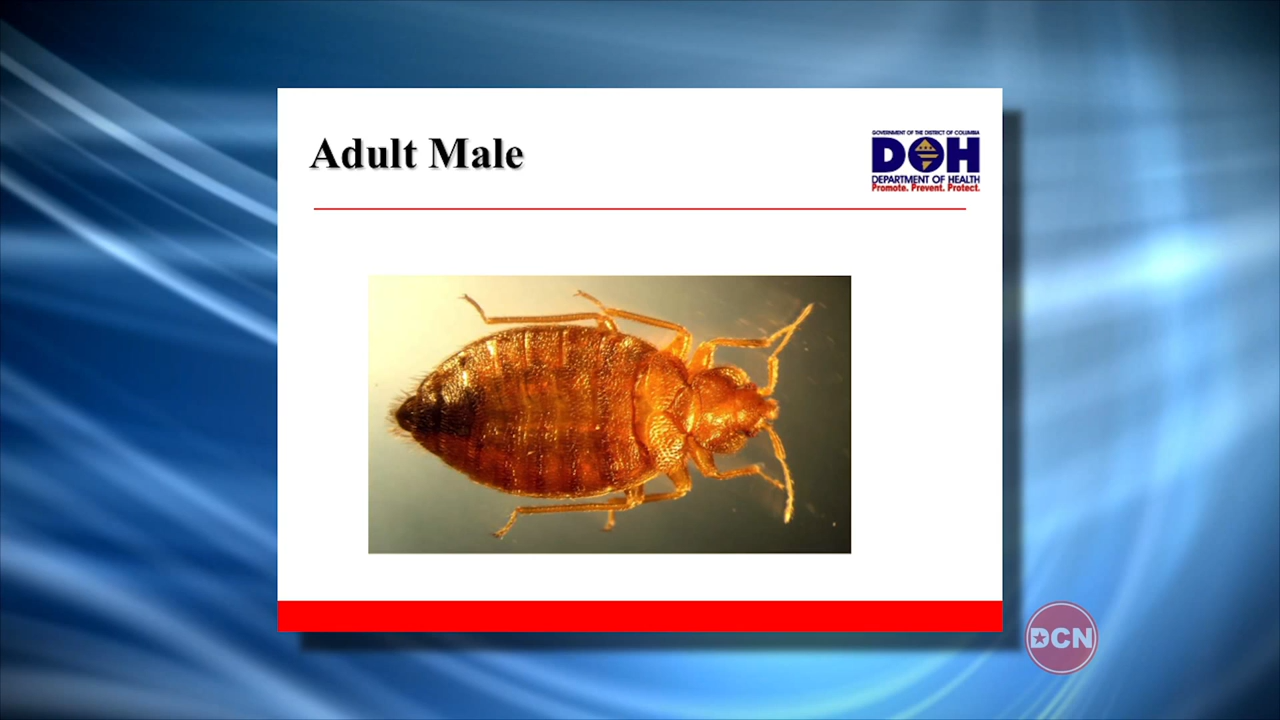 Adult Male
GOVERNMENT OF THE DISTRICT OF COLUMBIA
DOH
DEPARTMENT OF HEALTH
Promote. Prevent. Protect.
DCN